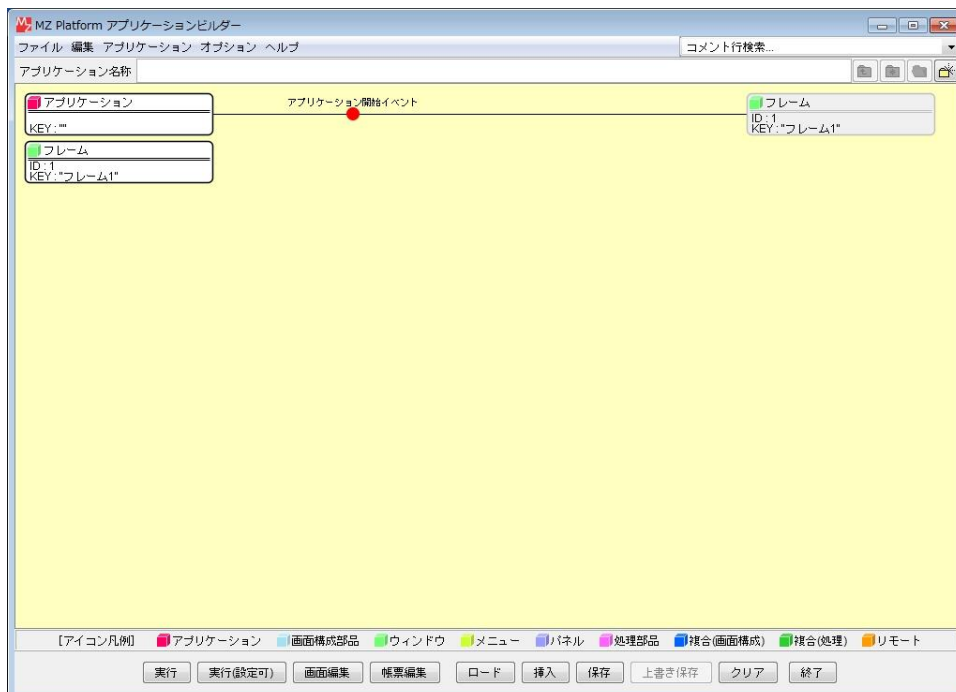 MZ Platform アプリケーションビルダー
ファイル 編集 アプリケーション オプション ヘルプ コメント行検索...
アプリケーション名称
アプリケーション アプリケーション開始イベント フレーム
KEY : "" ID : 1
KEY : "フレーム1"
フレーム
ID : 1
KEY : "フレーム1"
[アイコン凡例] アプリケーション 画面構成部品 ウィンドウ メニュー パネル 処理部品 複合(画面構成) 複合(処理) リモート
実行 実行(設定可) 画面編集 帳票編集 ロード 挿入 保存 上書き保存 クリア 終了